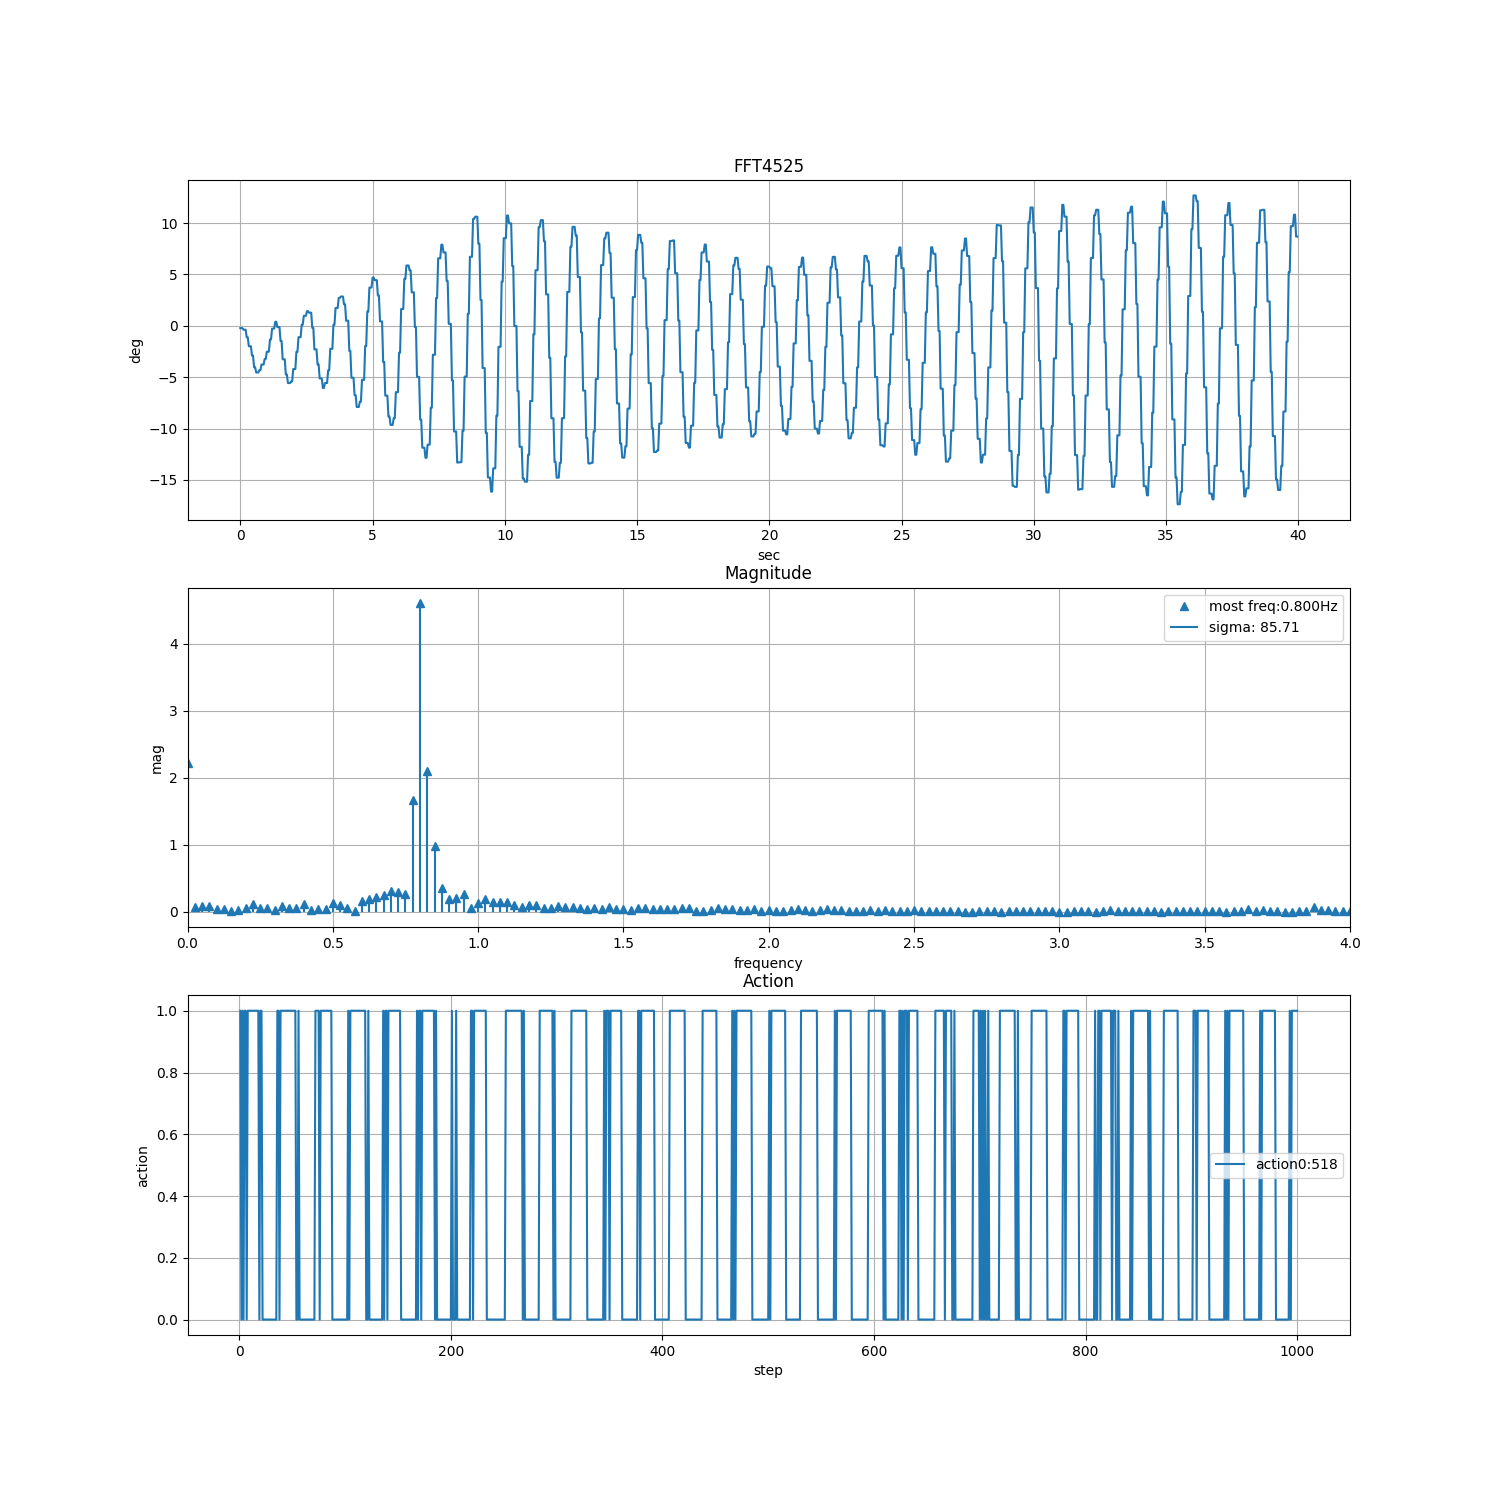 FFT4525
10
5
0
−5
−10
−15
deg
0 5 10 15 20 25 30 35 40
sec
Magnitude
most freq:0.800Hz
sigma: 85.71
4
3
2
1
0
mag
0.0 0.5 1.0 1.5 2.0 2.5 3.0 3.5 4.0
frequency
Action
1.0
0.8
0.6
0.4
0.2
0.0
action
action0:518
0 200 400 600 800 1000
step